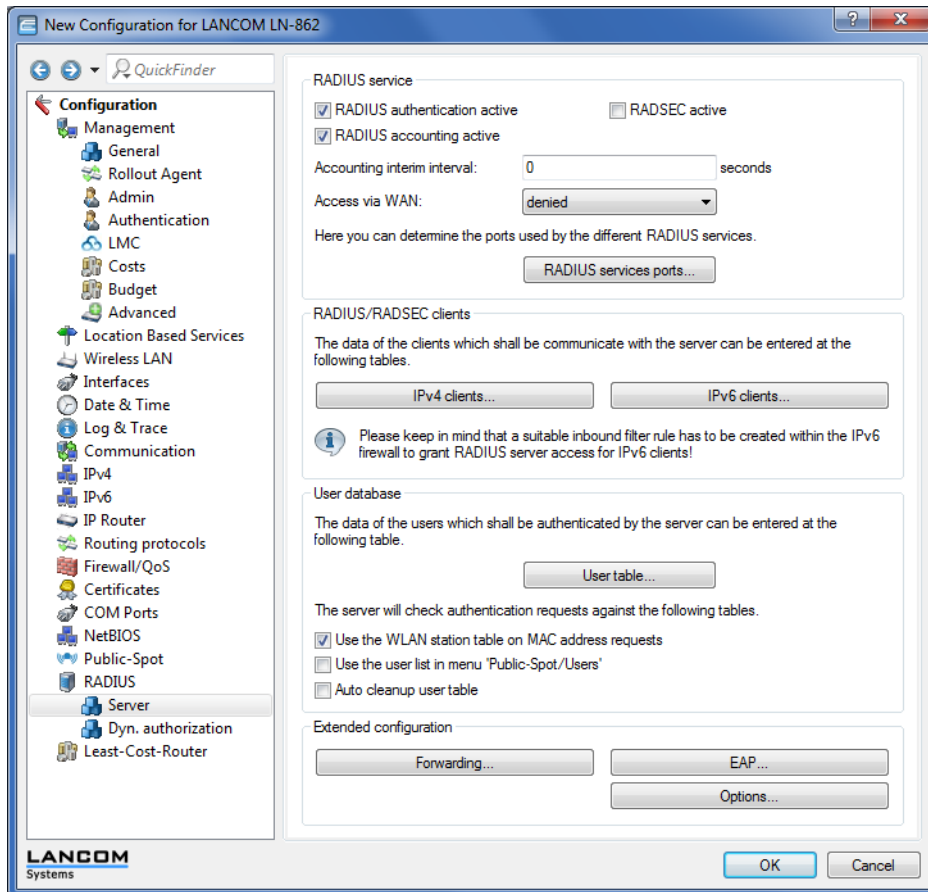 New Configuration for LANCOM LN-862
QuickFinder
Configuration
Management
General
Rollout Agent
Admin
Authentication
LMC
Costs
Budget
Advanced
Location Based Services
Wireless LAN
Interfaces
Date & Time
Log & Trace
Communication
IPv4
IPv6
IP Router
Routing protocols
Firewall/QoS
Certificates
COM Ports
NetBIOS
Public-Spot
RADIUS
Server
Dyn. authorization
Least-Cost-Router
RADIUS service
RADIUS authentication active
RADSEC active
RADIUS accounting active
Accounting interim interval: 0 seconds
Access via WAN: denied
Here you can determine the ports used by the different RADIUS services.
RADIUS services ports...
RADIUS/RADSEC clients
The data of the clients which shall be communicate with the server can be entered at the
following tables.
IPv4 clients...
IPv6 clients...
Please keep in mind that a suitable inbound filter rule has to be created within the IPv6
firewall to grant RADIUS server access for IPv6 clients!
User database
The data of the users which shall be authenticated by the server can be entered at the
following table.
User table...
The server will check authentication requests against the following tables.
Use the WLAN station table on MAC address requests
Use the user list in menu 'Public-Spot/Users'
Auto cleanup user table
Extended configuration
Forwarding...
EAP...
Options...
LANCOM
Systems
OK
Cancel